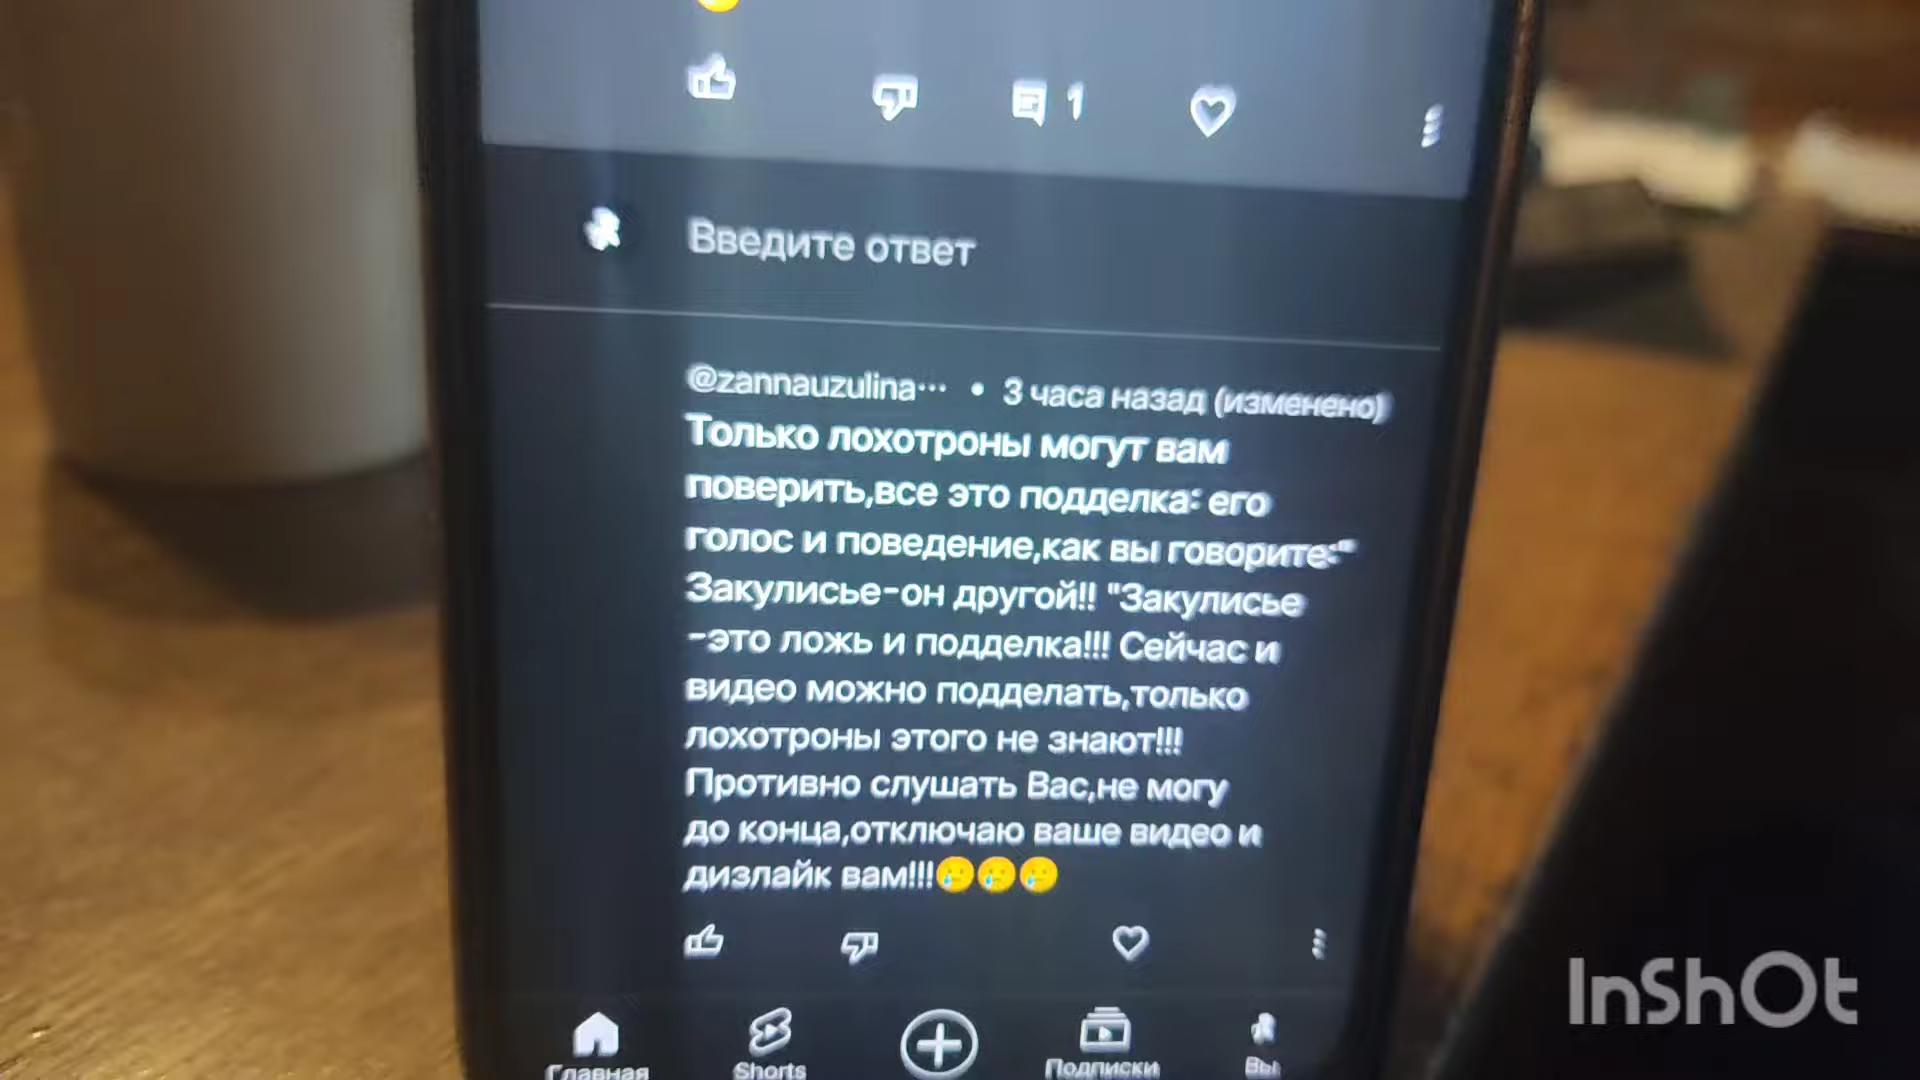 1
Введите ответ
@zannauzulina… • 3 часа назад (изменено)
Только лохотроны могут вам
поверить,все это подделка: его
голос и поведение,как вы говорите:"
Закулисье-он другой!! "Закулисье
-это ложь и подделка!!! Сейчас и
видео можно подделать,только
лохотроны этого не знают!!!
Противно слушать Вас,не могу
до конца,отключаю ваше видео и
дизлайк вам!!!😢😢😢
Главная Shorts Подписки Вы
InShOt